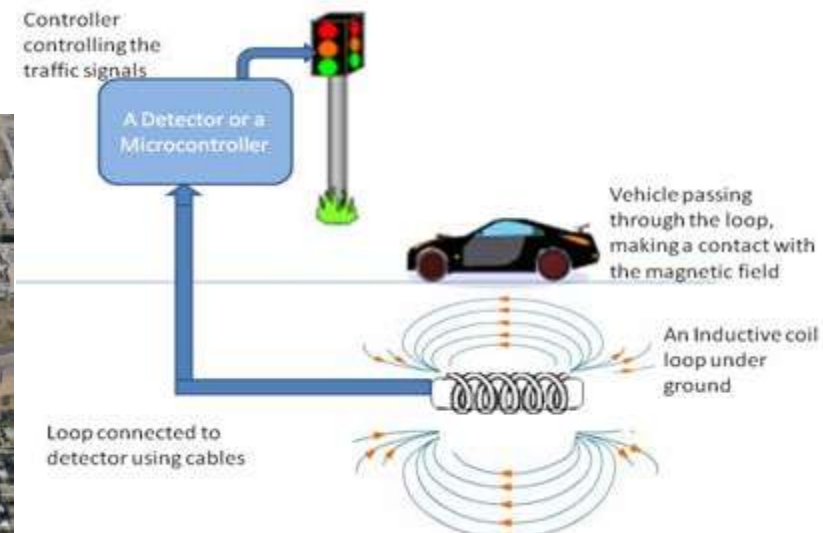 Controller
controlling the
traffic signals
A Detector or a
Microcontroller
Vehicle passing
through the loop,
making a contact with
the magnetic field
An Inductive coil
loop under
ground
Loop connected to
detector using cables